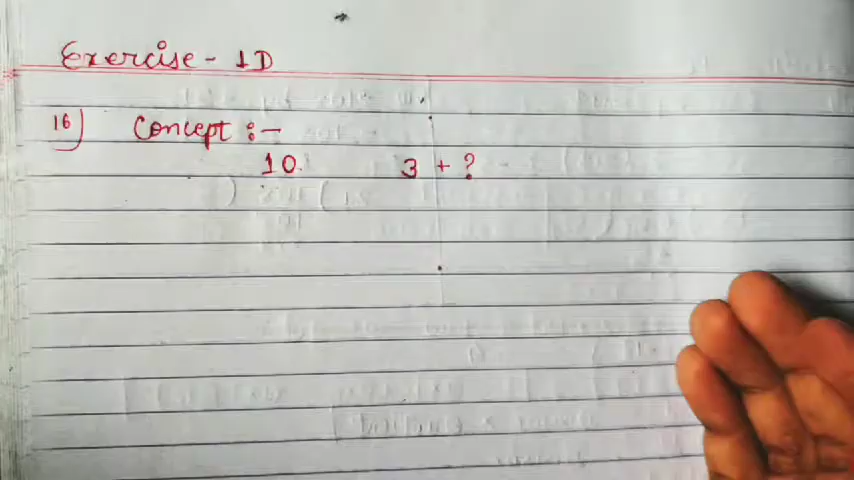 Exercise - 1D
16) Concept :-
10 3 + ?